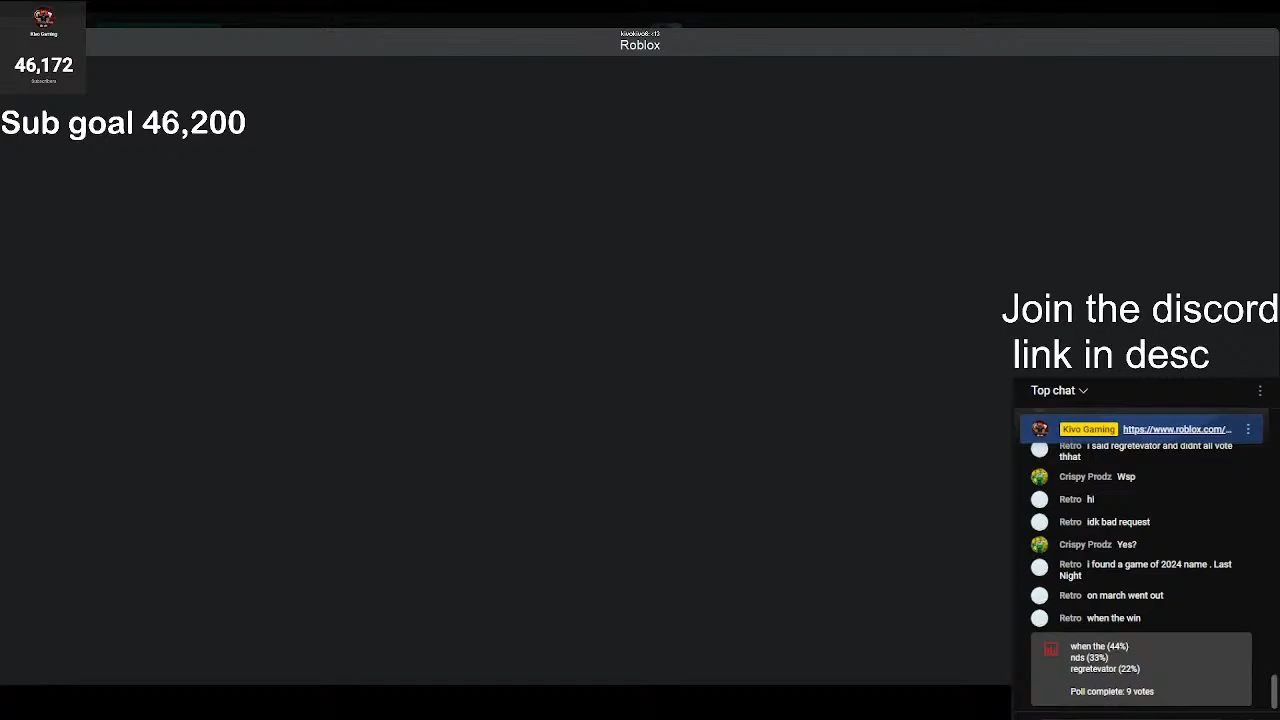 Kivo Gaming
46,172
Subscribers
kivokivo6: <13
Roblox
Sub goal 46,200
Join the discord
link in desc
Top chat
Kivo Gaming https://www.roblox.com/...
Retro i said regretevator and didnt all vote
thhat
Crispy Prodz Wsp
Retro hi
Retro idk bad request
Crispy Prodz Yes?
Retro i found a game of 2024 name . Last
Night
Retro on march went out
Retro when the win
when the (44%)
nds (33%)
regretevator (22%)
Poll complete: 9 votes